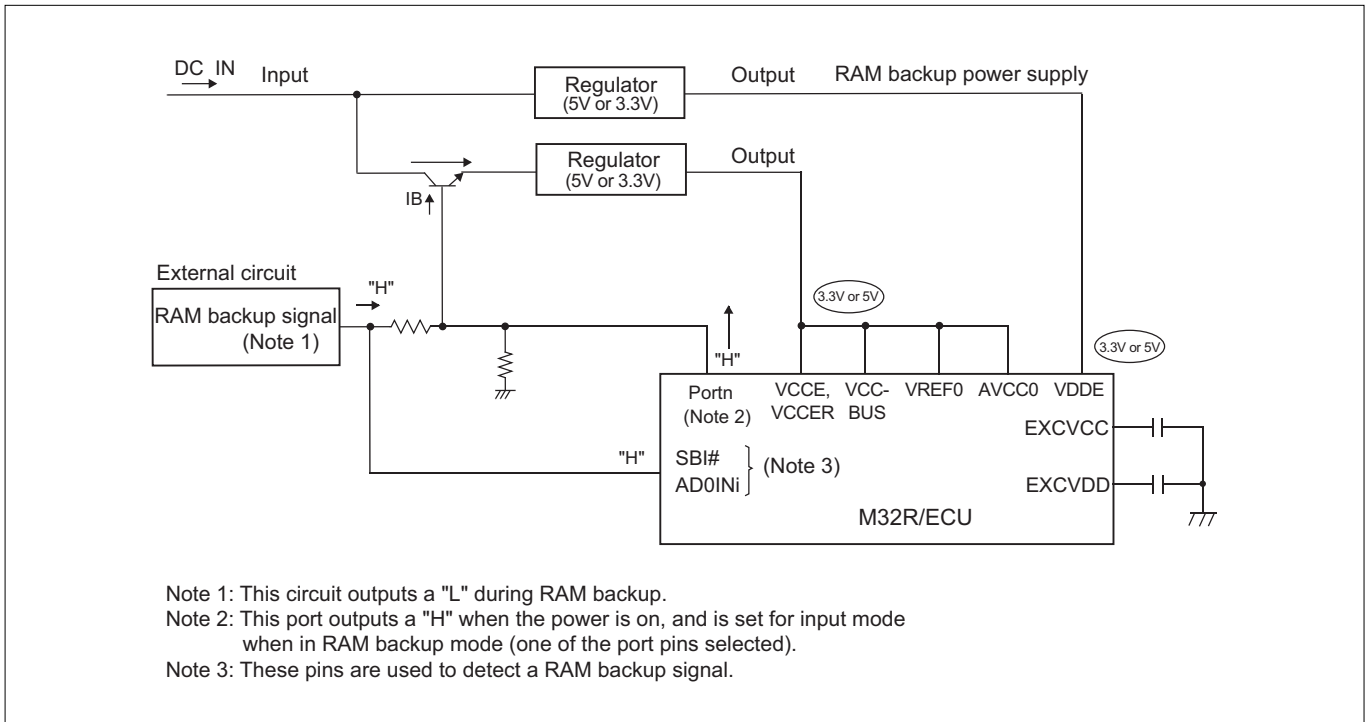 DC IN
Input
Regulator
(5V or 3.3V)
Output
RAM backup power supply
Regulator
(5V or 3.3V)
Output
IB
External circuit
RAM backup signal
(Note 1)
"H"
"H"
3.3V or 5V
3.3V or 5V
Portn
(Note 2)
VCCE,
VCCER
VCC-
BUS
VREF0
AVCC0
VDDE
EXCVCC
"H"
SBI#
AD0INi
(Note 3)
EXCVDD
M32R/ECU
Note 1: This circuit outputs a "L" during RAM backup.
Note 2: This port outputs a "H" when the power is on, and is set for input mode
when in RAM backup mode (one of the port pins selected).
Note 3: These pins are used to detect a RAM backup signal.